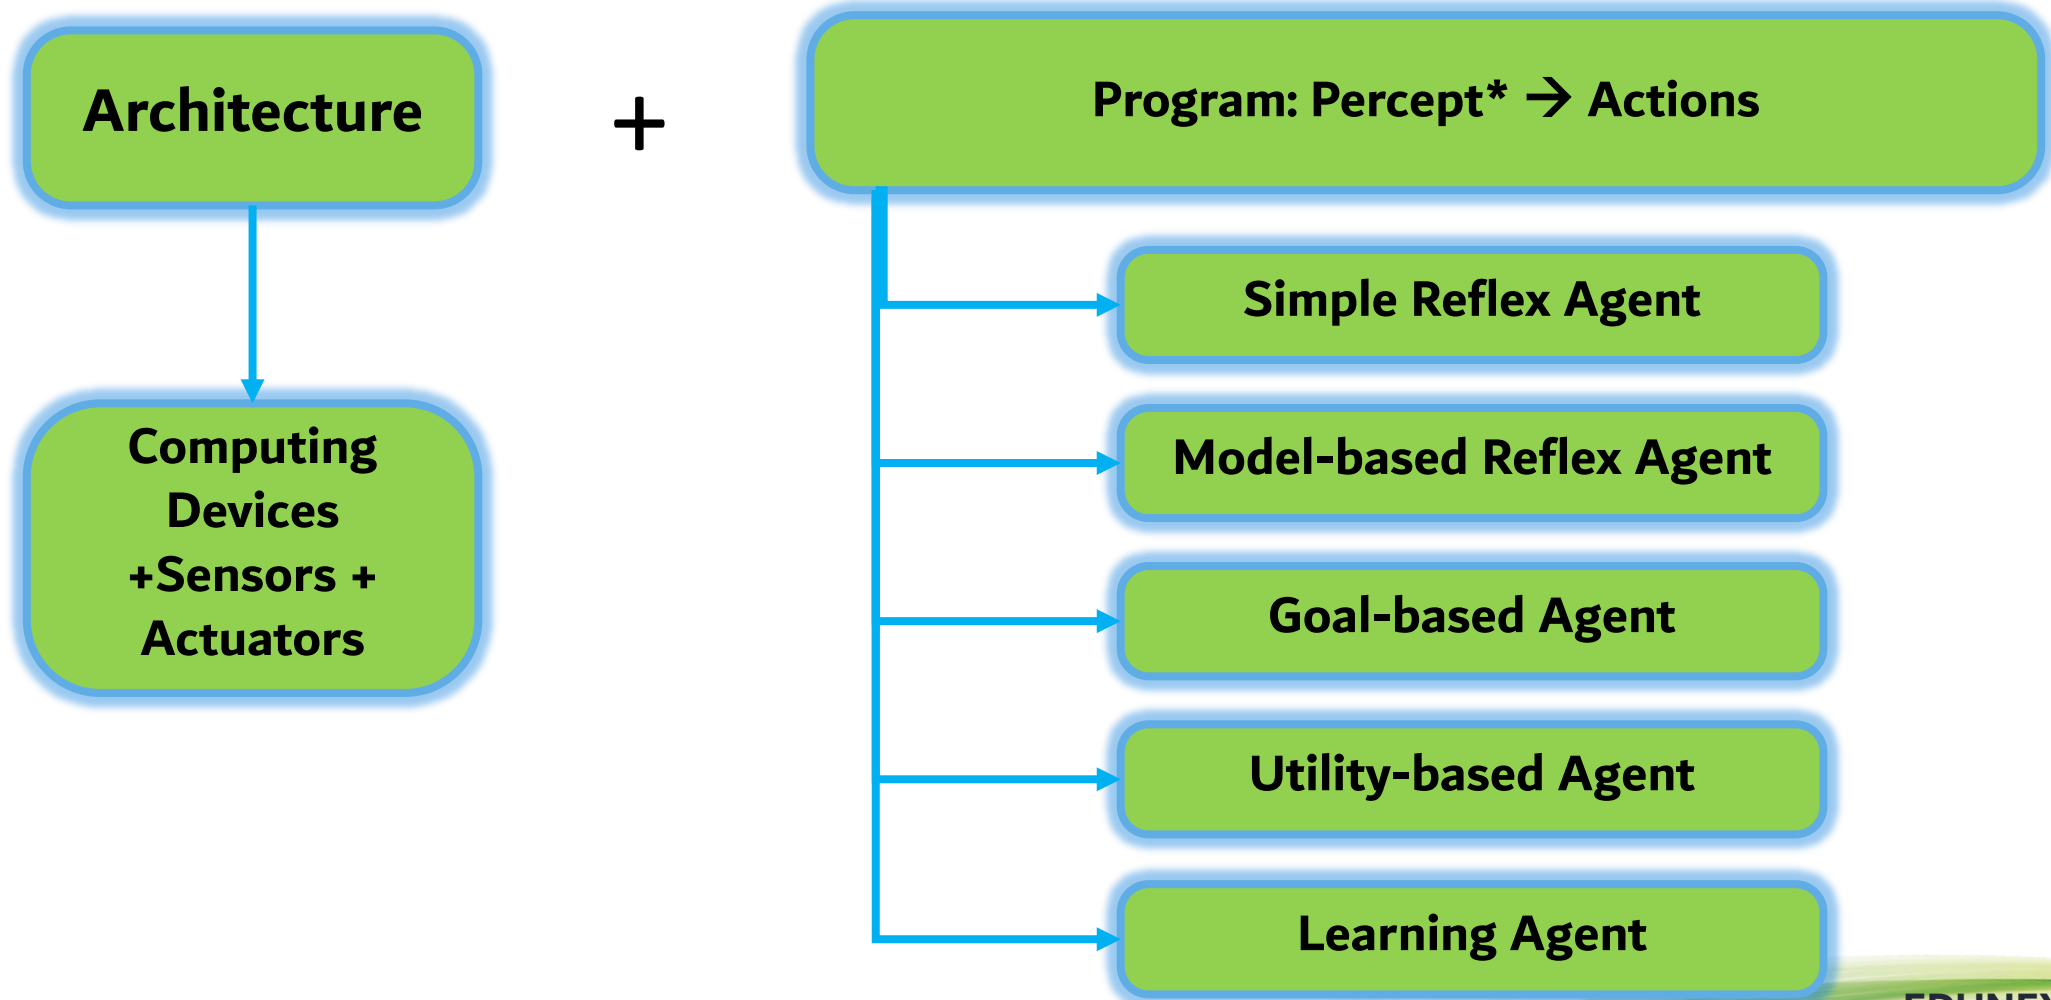 Architecture
+
Program: Percept* → Actions
Computing
Devices
+Sensors +
Actuators
Simple Reflex Agent
Model-based Reflex Agent
Goal-based Agent
Utility-based Agent
Learning Agent